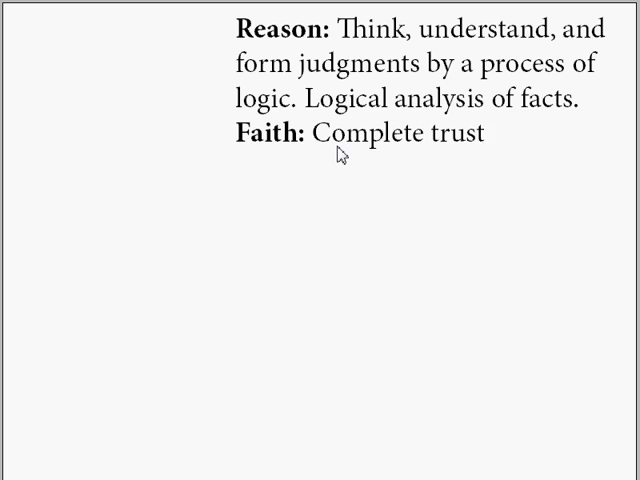 Reason: Think, understand, and
form judgments by a process of
logic. Logical analysis of facts.
Faith: Complete trust